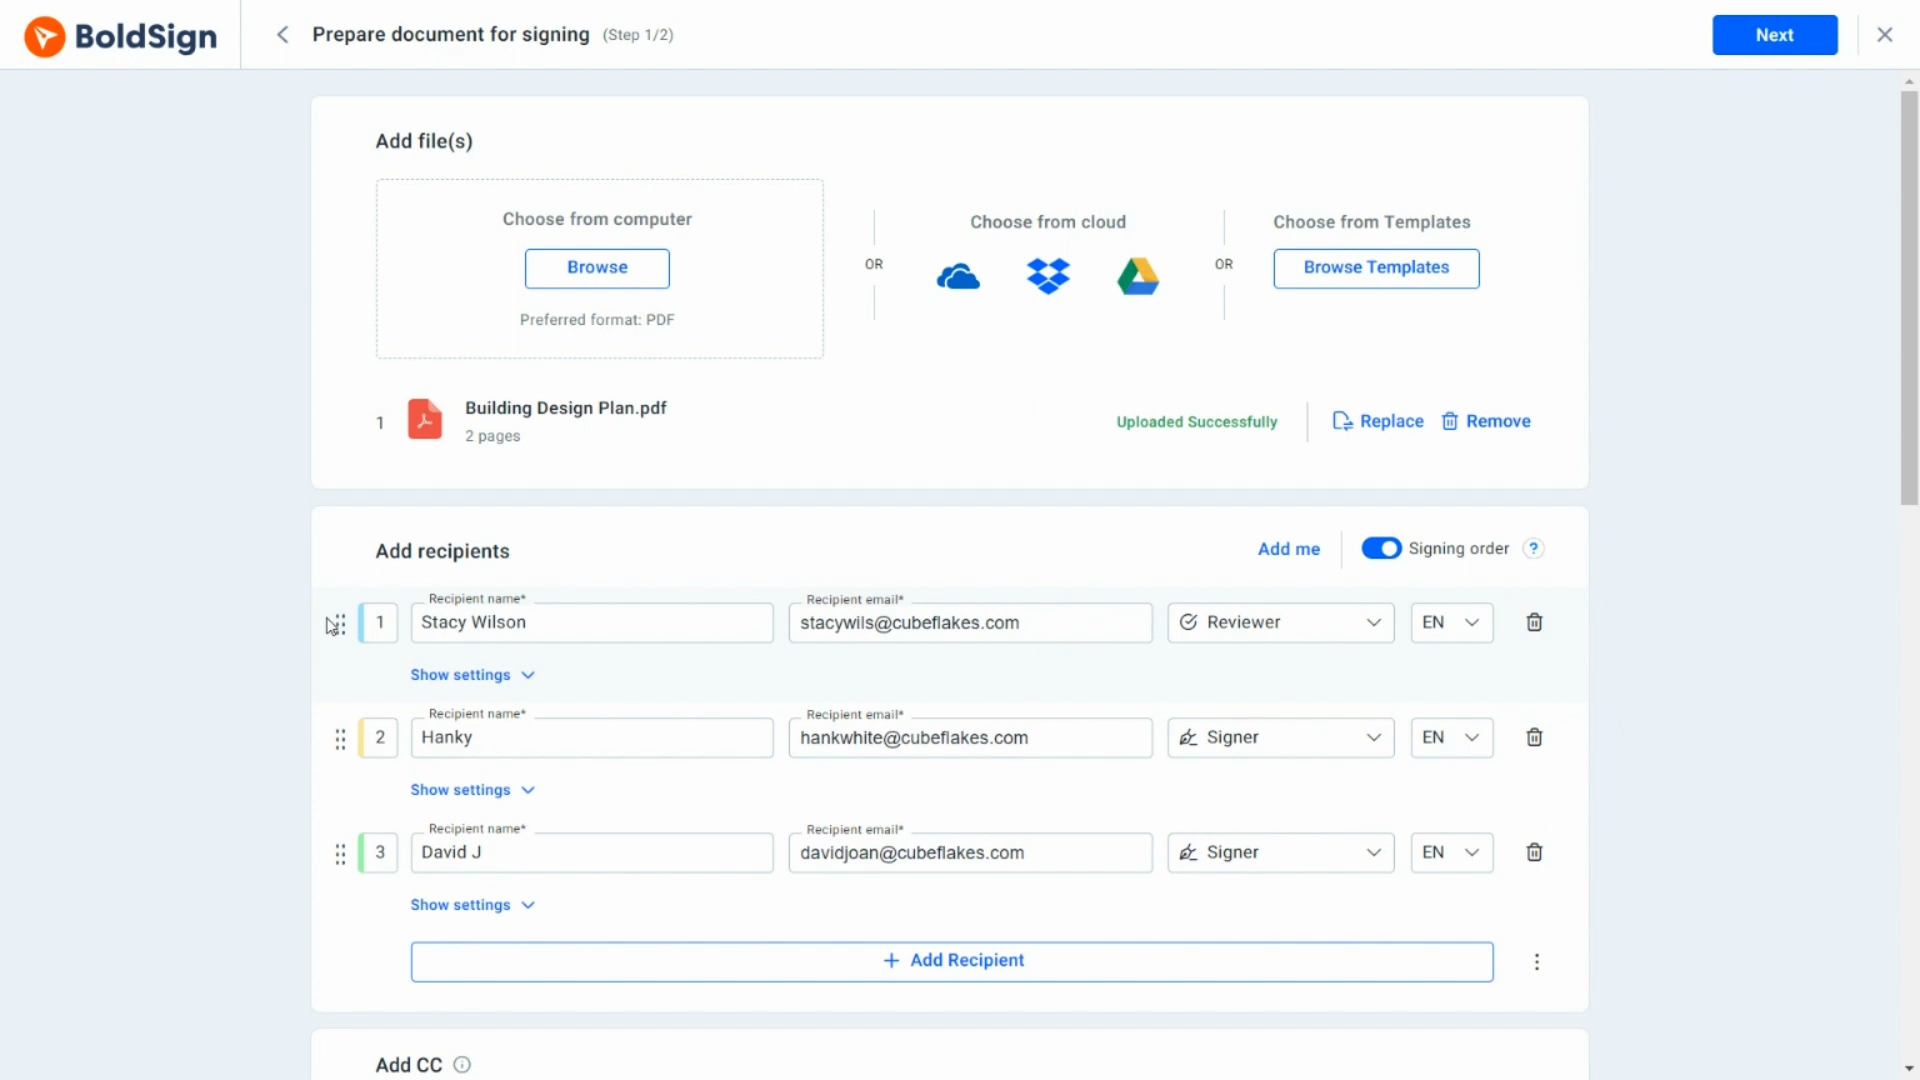 BoldSign
Prepare document for signing (Step 1/2)
Next
Add file(s)
Choose from computer
Browse
Preferred format: PDF
OR
Choose from cloud
OR
Choose from Templates
Browse Templates
1
Building Design Plan.pdf
2 pages
Uploaded Successfully
Replace
Remove
Add recipients
Add me
Signing order ?
Recipient name* Recipient email*
1 Stacy Wilson stacywils@cubeflakes.com Reviewer EN
Show settings
Recipient name* Recipient email*
2 Hanky hankwhite@cubeflakes.com Signer EN
Show settings
Recipient name* Recipient email*
3 David J davidjoan@cubeflakes.com Signer EN
Show settings
+ Add Recipient
Add CC